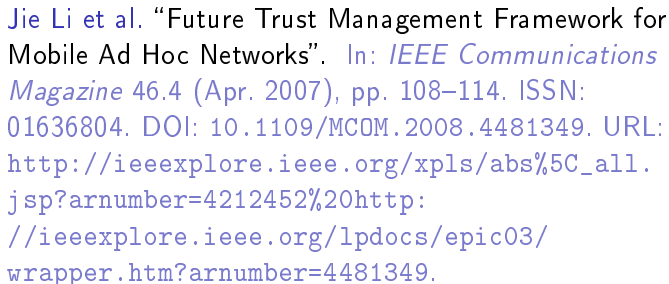 Jie Li et al. “Future Trust Management Framework for
Mobile Ad Hoc Networks”. In: IEEE Communications
Magazine 46.4 (Apr. 2007), pp. 108–114. ISSN:
01636804. DOI: 10.1109/MCOM.2008.4481349. URL:
http://ieeexplore.ieee.org/xpls/abs%5C_all.
jsp?arnumber=4212452%20http:
//ieeexplore.ieee.org/lpdocs/epic03/
wrapper.htm?arnumber=4481349.